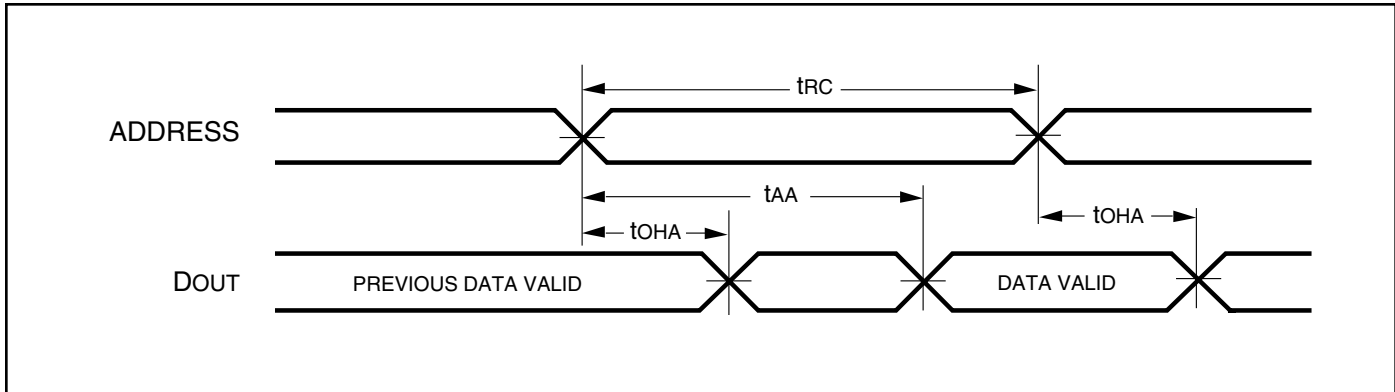 tRC
ADDRESS
tAA
tOHA
tOHA
DOUT
PREVIOUS DATA VALID
DATA VALID